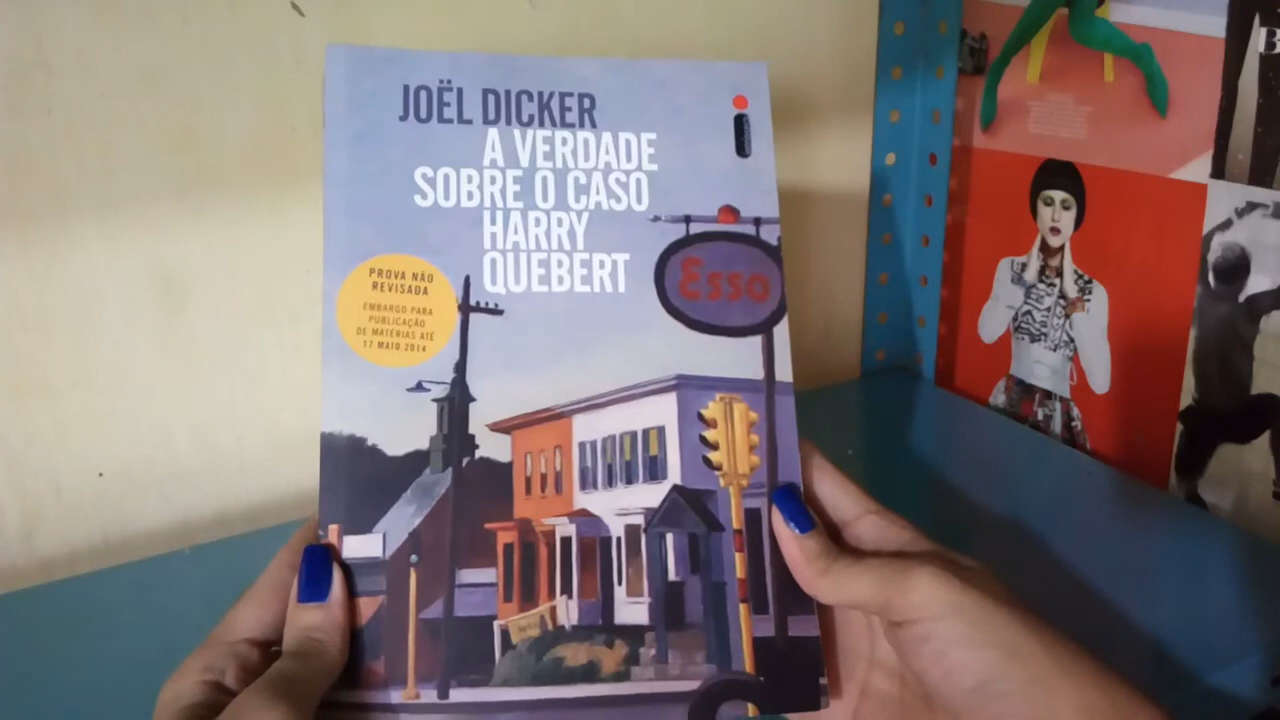 JOËL DICKER
A VERDADE
SOBRE O CASO
HARRY
QUEBERT
PROVA NÃO
REVISADA
EMBARGO PARA
PUBLICAÇÃO
DE MATÉRIAS ATÉ
17.MAIO.2014
Esso